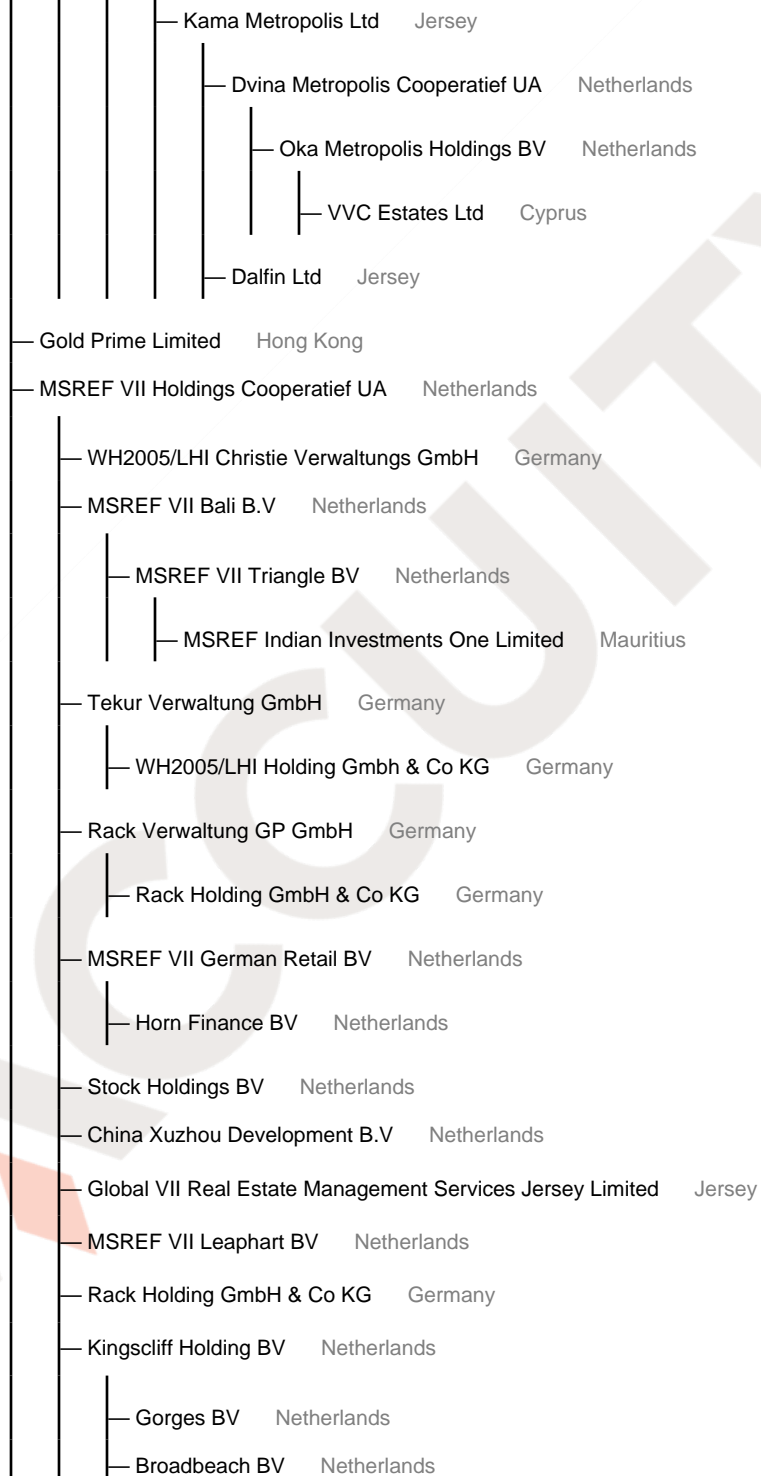 Kama Metropolis Ltd Jersey
Dvina Metropolis Cooperatief UA Netherlands
Oka Metropolis Holdings BV Netherlands
VVC Estates Ltd Cyprus
Dalfin Ltd Jersey
Gold Prime Limited Hong Kong
MSREF VII Holdings Cooperatief UA Netherlands
WH2005/LHI Christie Verwaltungs GmbH Germany
MSREF VII Bali B.V Netherlands
MSREF VII Triangle BV Netherlands
MSREF Indian Investments One Limited Mauritius
Tekur Verwaltung GmbH Germany
WH2005/LHI Holding Gmbh & Co KG Germany
Rack Verwaltung GP GmbH Germany
Rack Holding GmbH & Co KG Germany
MSREF VII German Retail BV Netherlands
Horn Finance BV Netherlands
Stock Holdings BV Netherlands
China Xuzhou Development B.V Netherlands
Global VII Real Estate Management Services Jersey Limited Jersey
MSREF VII Leaphart BV Netherlands
Rack Holding GmbH & Co KG Germany
Kingscliff Holding BV Netherlands
Gorges BV Netherlands
Broadbeach BV Netherlands